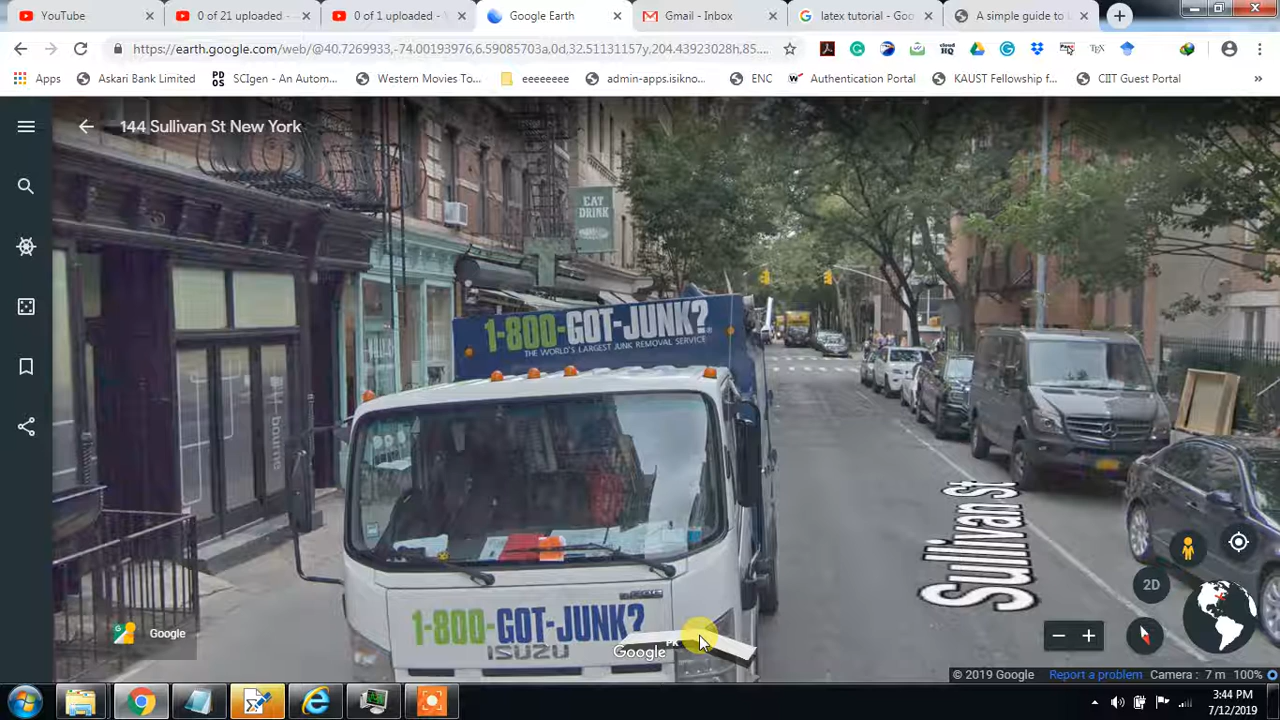 YouTube
0 of 21 uploaded -
0 of 1 uploaded -
Google Earth
Gmail - Inbox
latex tutorial - Goo
A simple guide to
https://earth.google.com/web/@40.7269933,-74.00193976,6.59085703a,0d,32.51131157y,204.43923028h,85....
Apps
Askari Bank Limited
PD
OS
SCIgen - An Autom...
Western Movies To...
eeeeeee
admin-apps.isikno...
ENC
Authentication Portal
KAUST Fellowship f...
CIIT Guest Portal
»
144 Sullivan St New York
EAT
DRINK
1-800-GOT-JUNK?
THE WORLD'S LARGEST JUNK REMOVAL SERVICE
bourne
Sullivan St
1-800-GOT-JUNK?
ISUZU
2D
Google
Google
© 2019 Google
Report a problem
Camera : 7 m 100%
3:44 PM
7/12/2019